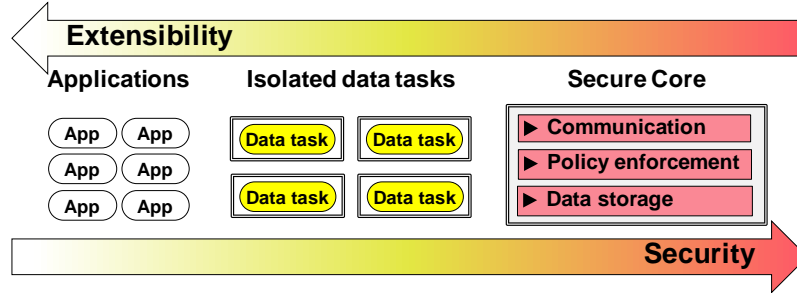 Extensibility
Applications Isolated data tasks Secure Core
App App Data task Data task Communication
App App Policy enforcement
App App Data task Data task Data storage
Security